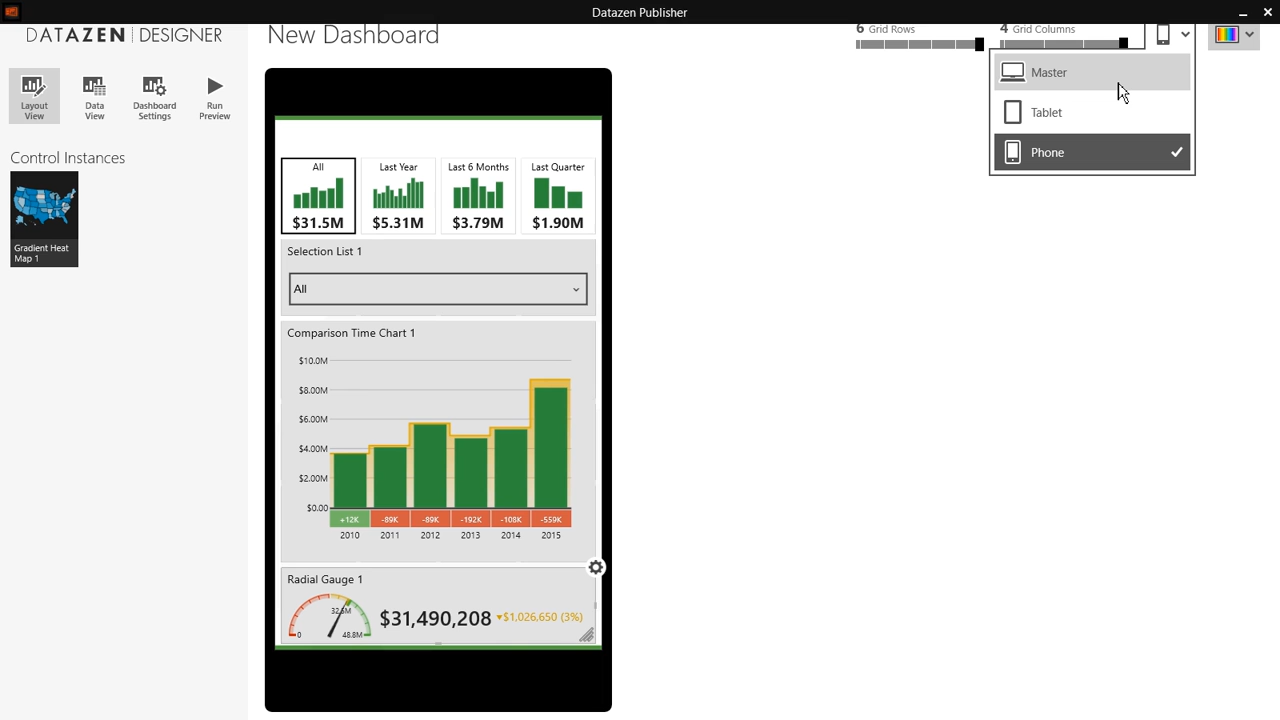 Datazen Publisher
DATAZEN | DESIGNER
New Dashboard
6 Grid Rows
4 Grid Columns
Layout View
Data View
Dashboard Settings
Run Preview
Master
Tablet
Phone
Control Instances
Gradient Heat Map 1
All
$31.5M
Last Year
$5.31M
Last 6 Months
$3.79M
Last Quarter
$1.90M
Selection List 1
All
Comparison Time Chart 1
$10.0M
$8.00M
$6.00M
$4.00M
$2.00M
$0.00
+12K -89K -89K -192K -108K -559K
2010 2011 2012 2013 2014 2015
Radial Gauge 1
0
48.8M
$31,490,208
▾$1,026,650 (3%)